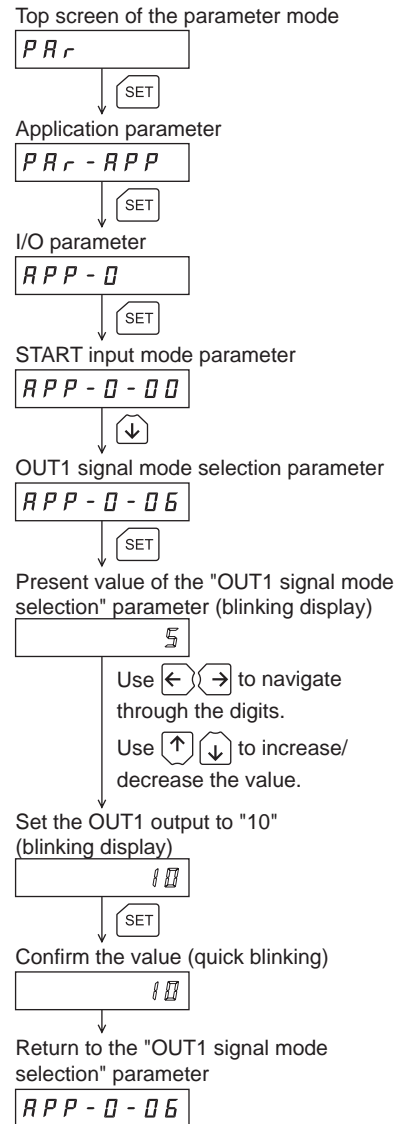 Top screen of the parameter mode
PAr
SET
Application parameter
PAr-APP
SET
I/O parameter
APP-0
SET
START input mode parameter
APP-0-00
↓
OUT1 signal mode selection parameter
APP-0-06
SET
Present value of the "OUT1 signal mode
selection" parameter (blinking display)
5
Use ← → to navigate
through the digits.
Use ↑ ↓ to increase/
decrease the value.
Set the OUT1 output to "10"
(blinking display)
10
SET
Confirm the value (quick blinking)
10
Return to the "OUT1 signal mode
selection" parameter
APP-0-06